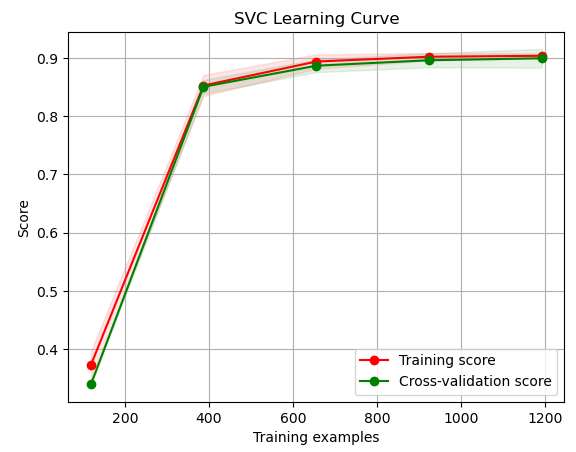 SVC Learning Curve
0.9
0.8
0.7
0.6
0.5
0.4
Score
200
400
600
800
1000
1200
Training examples
Training score
Cross-validation score